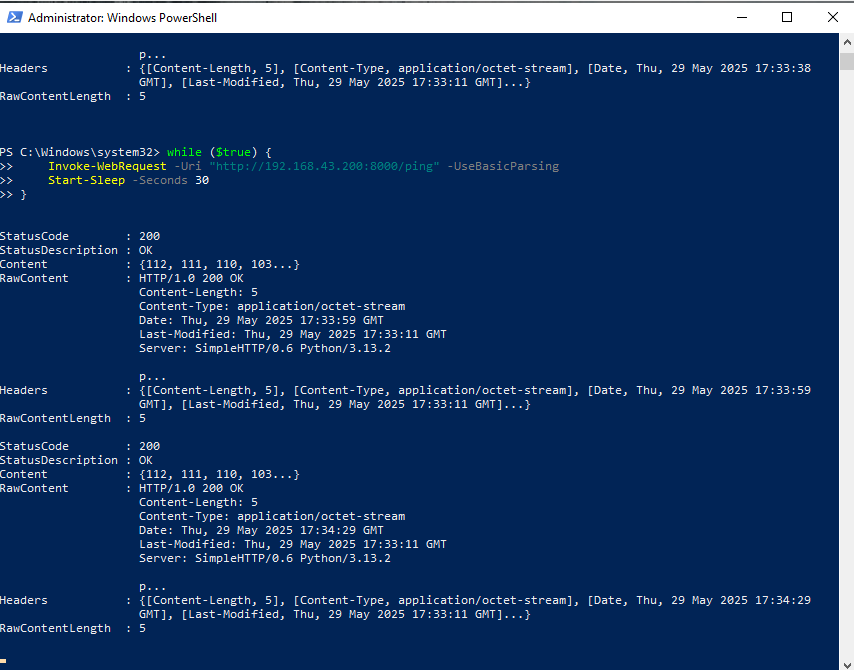 Administrator: Windows PowerShell
p...
Headers : {[Content-Length, 5], [Content-Type, application/octet-stream], [Date, Thu, 29 May 2025 17:33:38
GMT], [Last-Modified, Thu, 29 May 2025 17:33:11 GMT]...}
RawContentLength : 5
PS C:\Windows\system32> while ($true) {
>> Invoke-WebRequest -Uri "http://192.168.43.200:8000/ping" -UseBasicParsing
>> Start-Sleep -Seconds 30
>> }
StatusCode : 200
StatusDescription : OK
Content : {112, 111, 110, 103...}
RawContent : HTTP/1.0 200 OK
Content-Length: 5
Content-Type: application/octet-stream
Date: Thu, 29 May 2025 17:33:59 GMT
Last-Modified: Thu, 29 May 2025 17:33:11 GMT
Server: SimpleHTTP/0.6 Python/3.13.2
p...
Headers : {[Content-Length, 5], [Content-Type, application/octet-stream], [Date, Thu, 29 May 2025 17:33:59
GMT], [Last-Modified, Thu, 29 May 2025 17:33:11 GMT]...}
RawContentLength : 5
StatusCode : 200
StatusDescription : OK
Content : {112, 111, 110, 103...}
RawContent : HTTP/1.0 200 OK
Content-Length: 5
Content-Type: application/octet-stream
Date: Thu, 29 May 2025 17:34:29 GMT
Last-Modified: Thu, 29 May 2025 17:33:11 GMT
Server: SimpleHTTP/0.6 Python/3.13.2
p...
Headers : {[Content-Length, 5], [Content-Type, application/octet-stream], [Date, Thu, 29 May 2025 17:34:29
GMT], [Last-Modified, Thu, 29 May 2025 17:33:11 GMT]...}
RawContentLength : 5